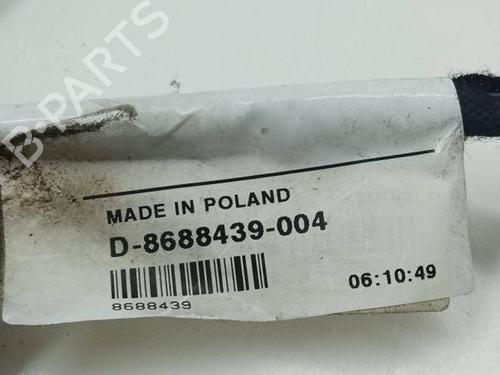 B-PARTS
MADE IN POLAND
D-8688439-004
8688439
06:10:49